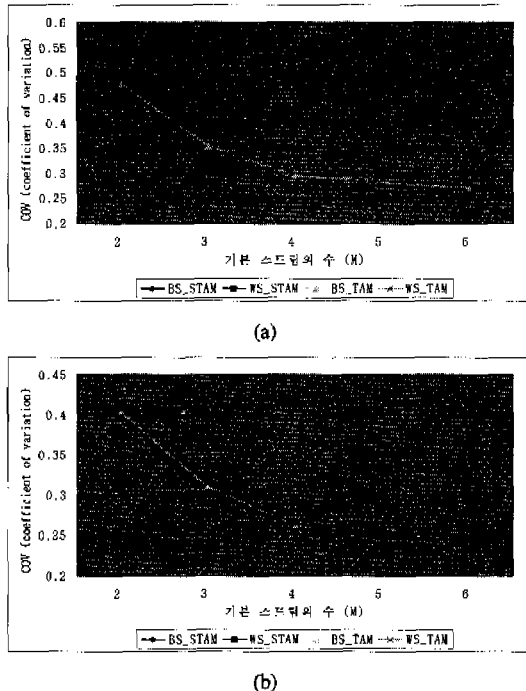 0.6
0.55
0.5
0.45
0.4
0.35
0.3
0.25
0.2
COV (coefficient of variation)
2 3 4 5 6
기본 스트림의 수 (M)
BS_STAM WS_STAM BS_TAM WS_TAM
(a)
0.45
0.4
0.35
0.3
0.25
0.2
COV (coefficient of variation)
2 3 4 5 6
기본 스트림의 수 (M)
BS_STAM WS_STAM BS_TAM WS_TAM
(b)